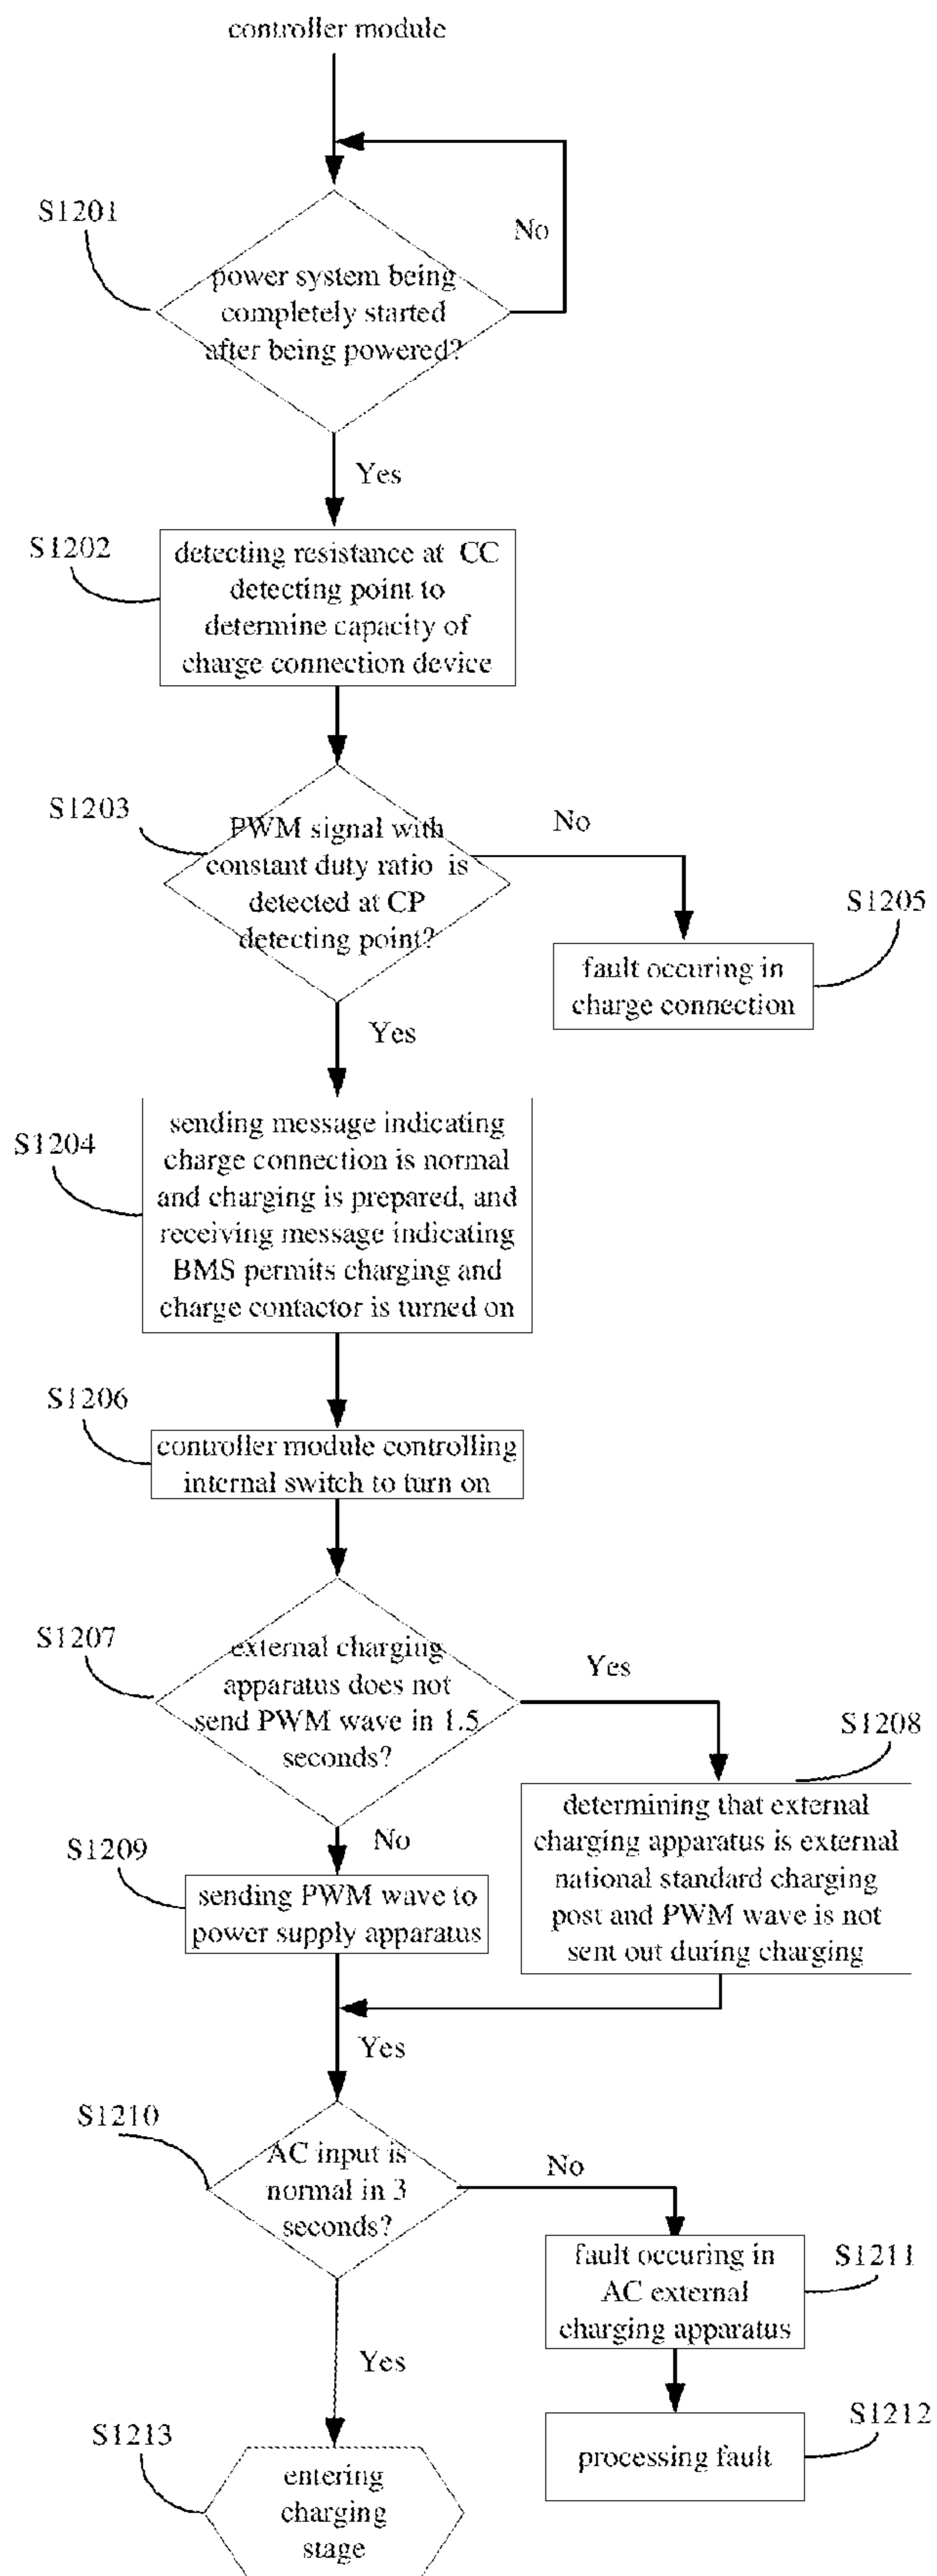 controller module
S1201
No
power system being
completely started
after being powered?
Yes
S1202
detecting resistance at CC
detecting point to
determine capacity of
charge connection device
S1203
PWM signal with
constant duty ratio is
detected at CP
detecting point?
No
S1205
fault occuring in
charge connection
Yes
S1204
sending message indicating
charge connection is normal
and charging is prepared, and
receiving message indicating
BMS permits charging and
charge contactor is turned on
S1206
controller module controlling
internal switch to turn on
S1207
external charging
apparatus does not
send PWM wave in 1.5
seconds?
Yes
S1208
determining that external
charging apparatus is external
national standard charging
post and PWM wave is not
sent out during charging
No
S1209
sending PWM wave to
power supply apparatus
Yes
S1210
AC input is
normal in 3
seconds?
No
S1211
fault occuring in
AC external
charging apparatus
Yes
S1212
processing fault
S1213
entering
charging
stage